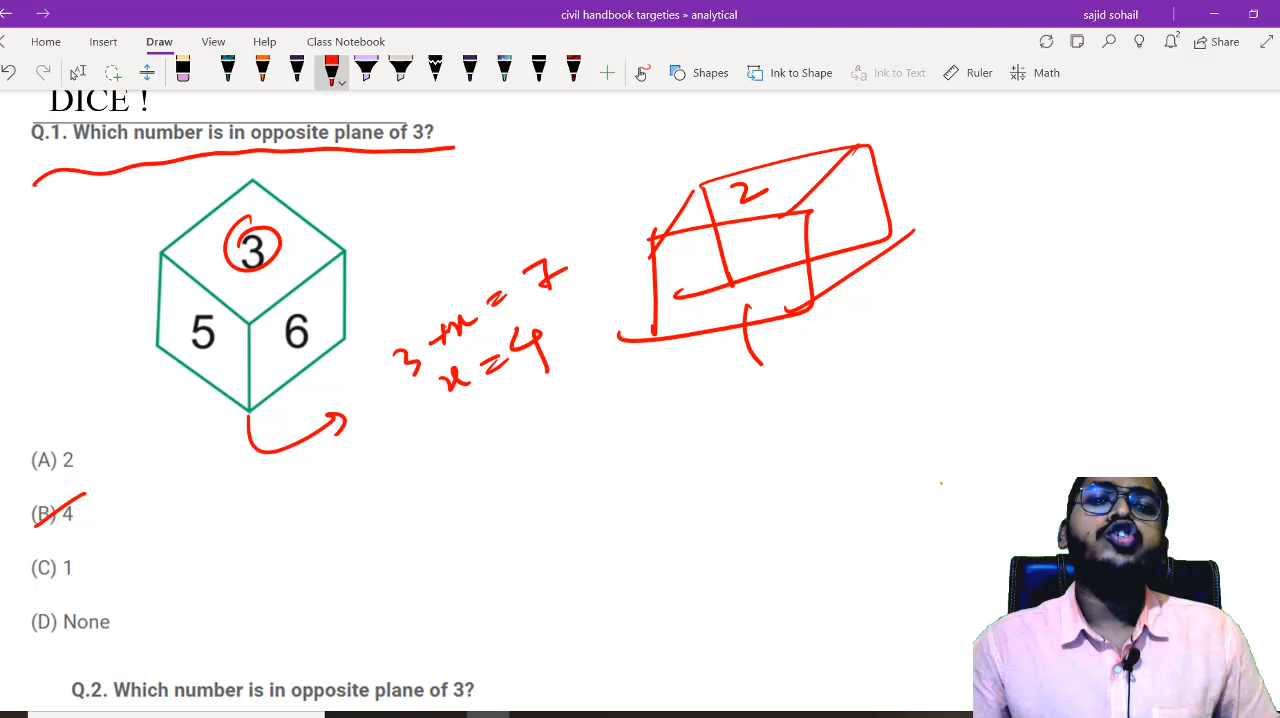 civil handbook targeties » analytical
sajid sohail
Home Insert Draw View Help Class Notebook
Share
Shapes Ink to Shape Ink to Text Ruler Math
DICE !
Q.1. Which number is in opposite plane of 3?
3
5 6
3 + x = 7
x = 4
2
(A) 2
(B) 4
(C) 1
(D) None
Q.2. Which number is in opposite plane of 3?